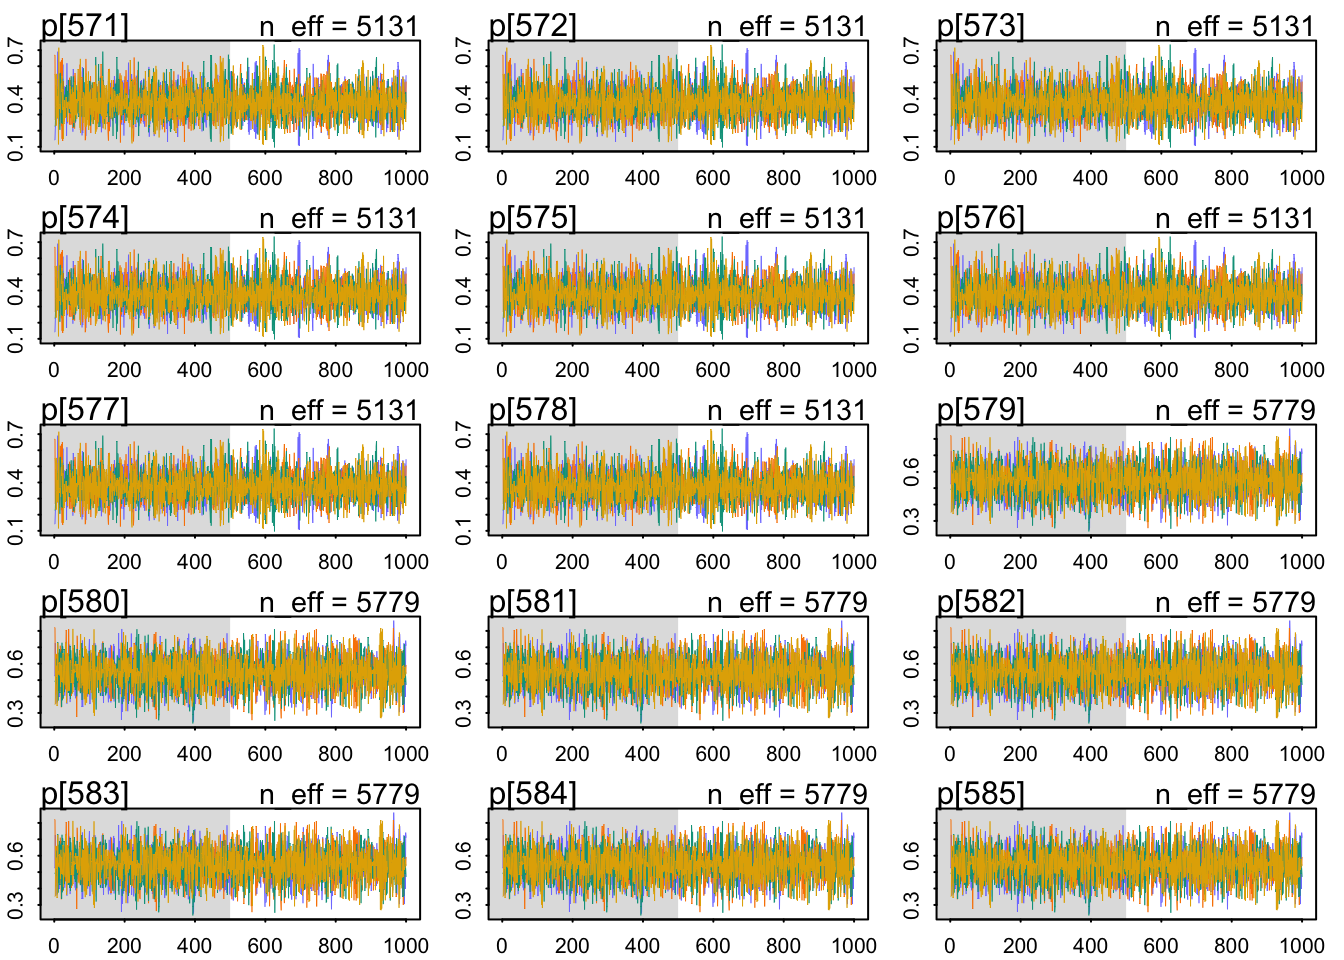 p[571] n_eff = 5131 p[572] n_eff = 5131 p[573] n_eff = 5131
0.1 0.4 0.7 0.1 0.4 0.7 0.1 0.4 0.7
0 200 400 600 800 1000 0 200 400 600 800 1000 0 200 400 600 800 1000
p[574] n_eff = 5131 p[575] n_eff = 5131 p[576] n_eff = 5131
0.1 0.4 0.7 0.1 0.4 0.7 0.1 0.4 0.7
0 200 400 600 800 1000 0 200 400 600 800 1000 0 200 400 600 800 1000
p[577] n_eff = 5131 p[578] n_eff = 5131 p[579] n_eff = 5779
0.1 0.4 0.7 0.1 0.4 0.7 0.3 0.6
0 200 400 600 800 1000 0 200 400 600 800 1000 0 200 400 600 800 1000
p[580] n_eff = 5779 p[581] n_eff = 5779 p[582] n_eff = 5779
0.3 0.6 0.3 0.6 0.3 0.6
0 200 400 600 800 1000 0 200 400 600 800 1000 0 200 400 600 800 1000
p[583] n_eff = 5779 p[584] n_eff = 5779 p[585] n_eff = 5779
0.3 0.6 0.3 0.6 0.3 0.6
0 200 400 600 800 1000 0 200 400 600 800 1000 0 200 400 600 800 1000